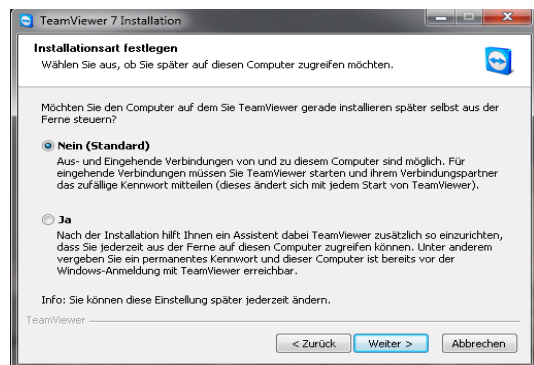 TeamViewer 7 Installation
Installationsart festlegen
Wählen Sie aus, ob Sie später auf diesen Computer zugreifen möchten.
Möchten Sie den Computer auf dem Sie TeamViewer gerade installieren später selbst aus der
Ferne steuern?
Nein (Standard)
Aus- und Eingehende Verbindungen von und zu diesem Computer sind möglich. Für
eingehende Verbindungen müssen Sie TeamViewer starten und ihrem Verbindungspartner
das zufällige Kennwort mitteilen (dieses ändert sich mit jedem Start von TeamViewer).
Ja
Nach der Installation hilft Ihnen ein Assistent dabei TeamViewer zusätzlich so einzurichten,
dass Sie jederzeit aus der Ferne auf diesen Computer zugreifen können. Unter anderem
vergeben Sie ein permanentes Kennwort und dieser Computer ist bereits vor der
Windows-Anmeldung mit TeamViewer erreichbar.
Info: Sie können diese Einstellung später jederzeit ändern.
TeamViewer
< Zurück Weiter > Abbrechen